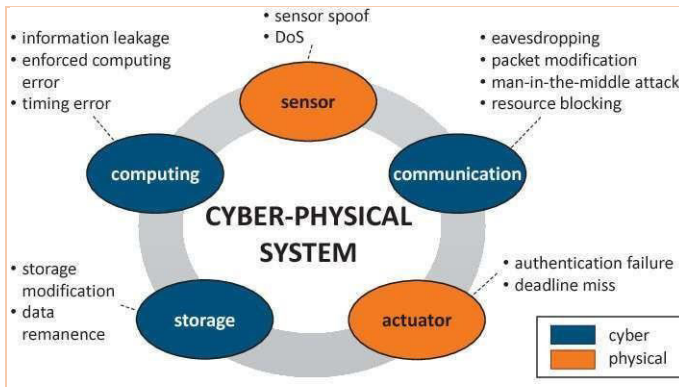 • sensor spoof
• DoS
• information leakage
• enforced computing
error
• timing error
• eavesdropping
• packet modification
• man-in-the-middle attack
• resource blocking
sensor
computing
communication
CYBER-PHYSICAL
SYSTEM
• storage
modification
• data
remanence
• authentication failure
• deadline miss
storage
actuator
cyber
physical